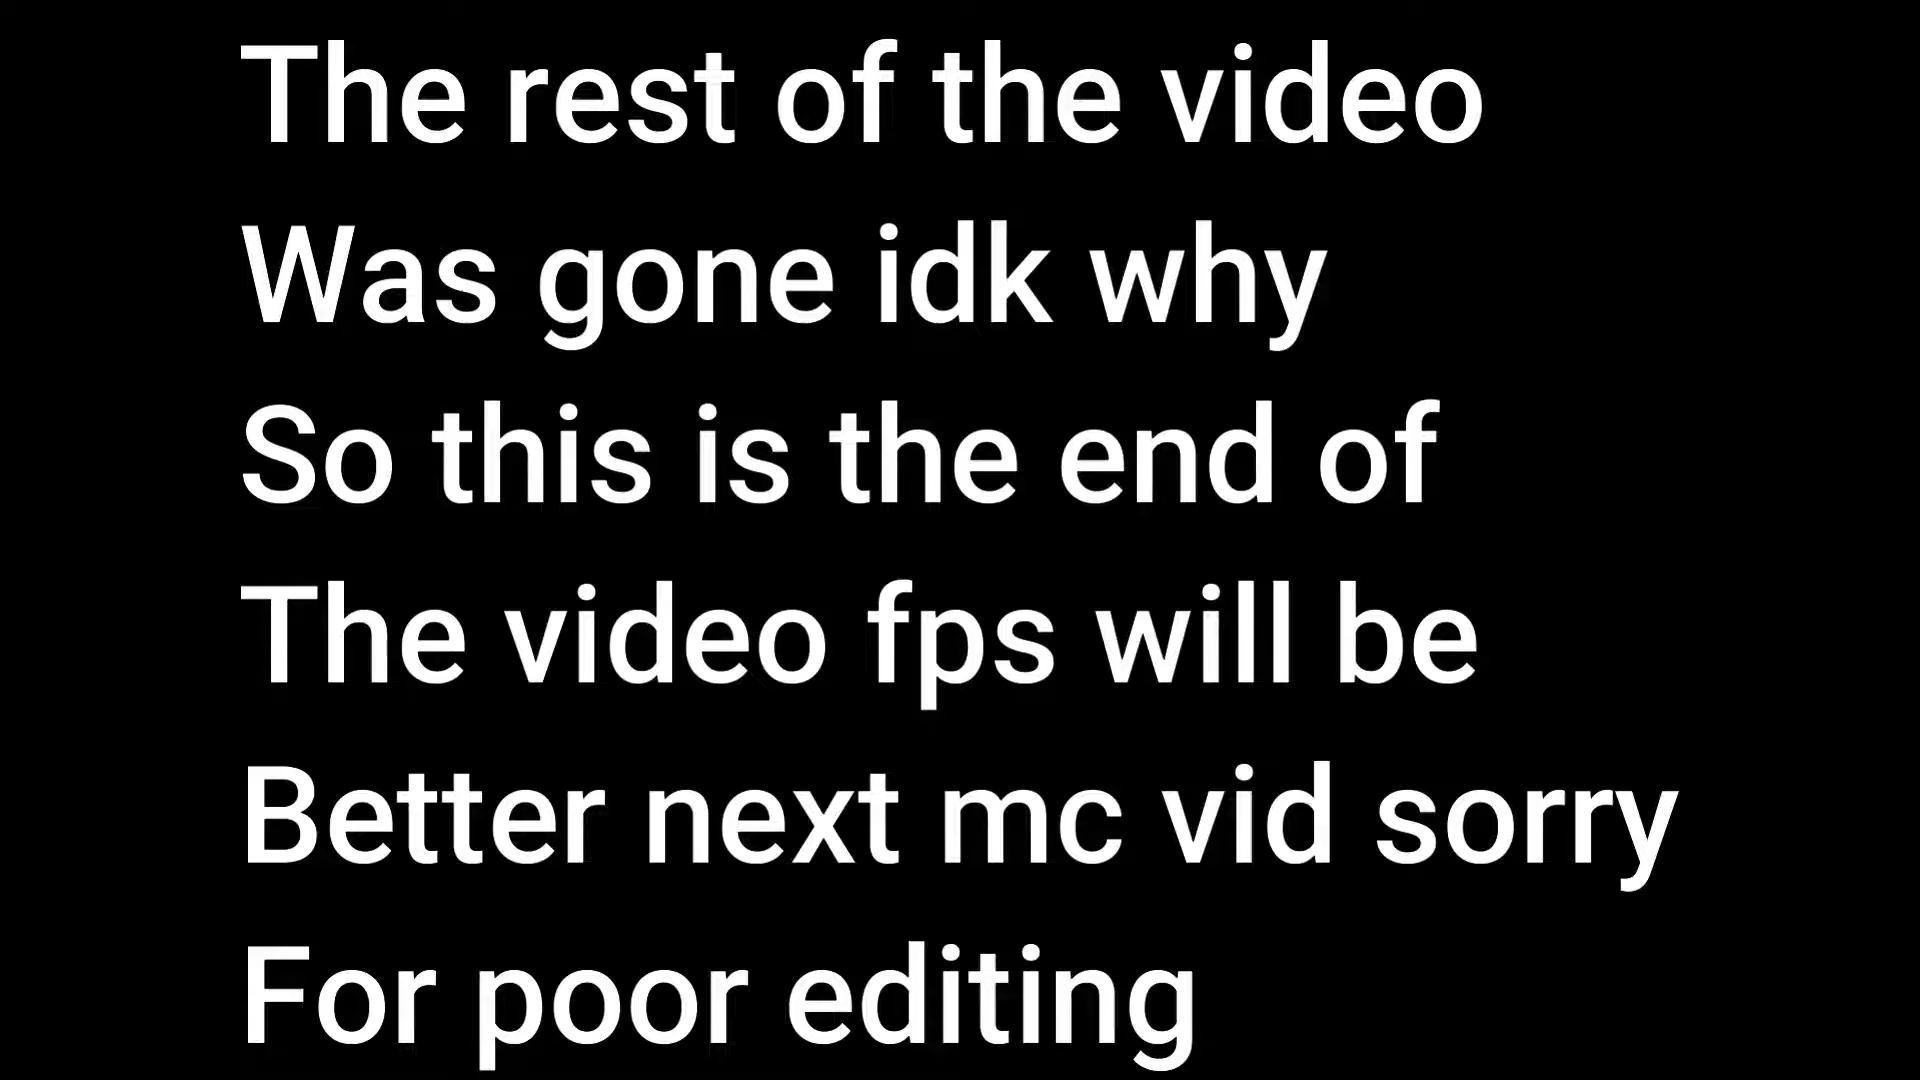 The rest of the video
Was gone idk why
So this is the end of
The video fps will be
Better next mc vid sorry
For poor editing